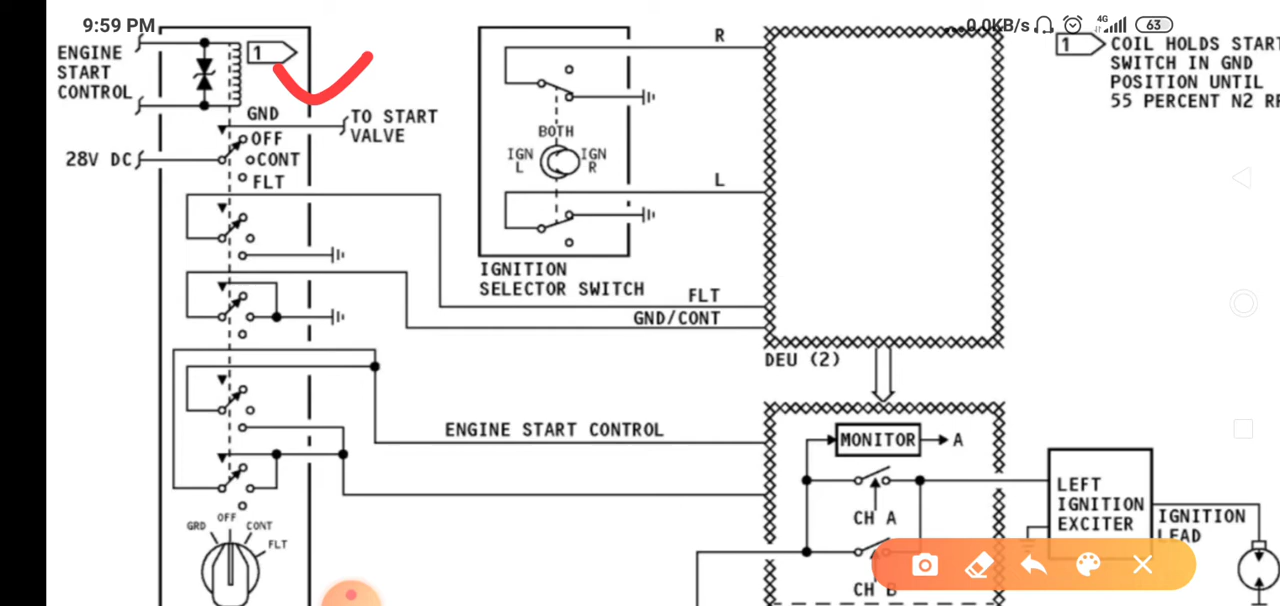 9:59 PM
0.0KB/s
4G
63
ENGINE
START
CONTROL
1
GND
TO START
VALVE
OFF
28V DC
CONT
FLT
R
BOTH
IGN
L
IGN
R
L
IGNITION
SELECTOR SWITCH
FLT
GND/CONT
DEU (2)
1
COIL HOLDS START
SWITCH IN GND
POSITION UNTIL
55 PERCENT N2 
ENGINE START CONTROL
MONITOR
A
CH A
CH B
LEFT
IGNITION
EXCITER
IGNITION
LEAD
GRD
OFF
CONT
FLT